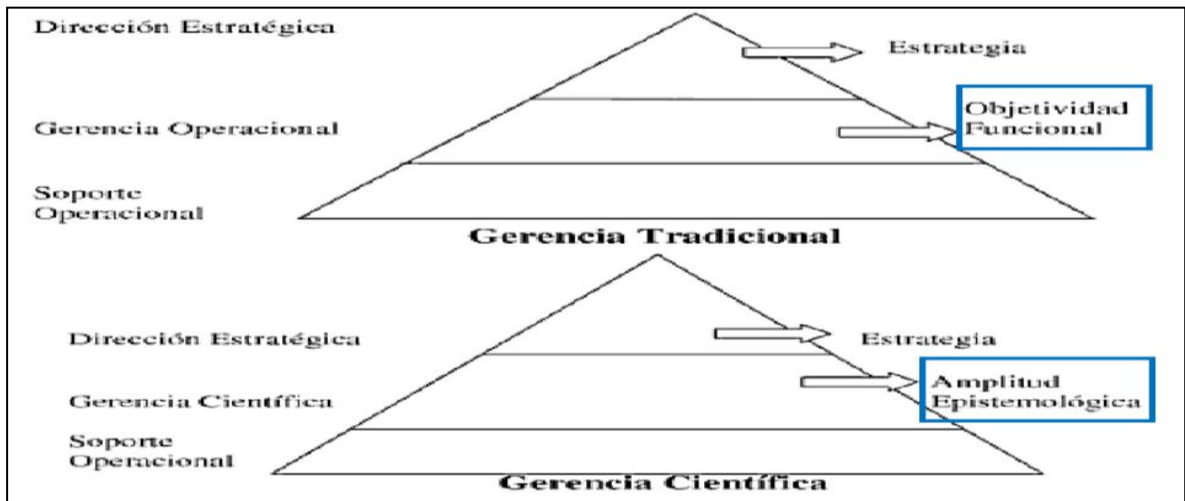 Dirección Estratégica
Estrategia
Objetividad
Funcional
Gerencia Operacional
Soporte
Operacional
Gerencia Tradicional
Dirección Estratégica
Estrategia
Amplitud
Epistemológica
Gerencia Científica
Soporte
Operacional
Gerencia Científica